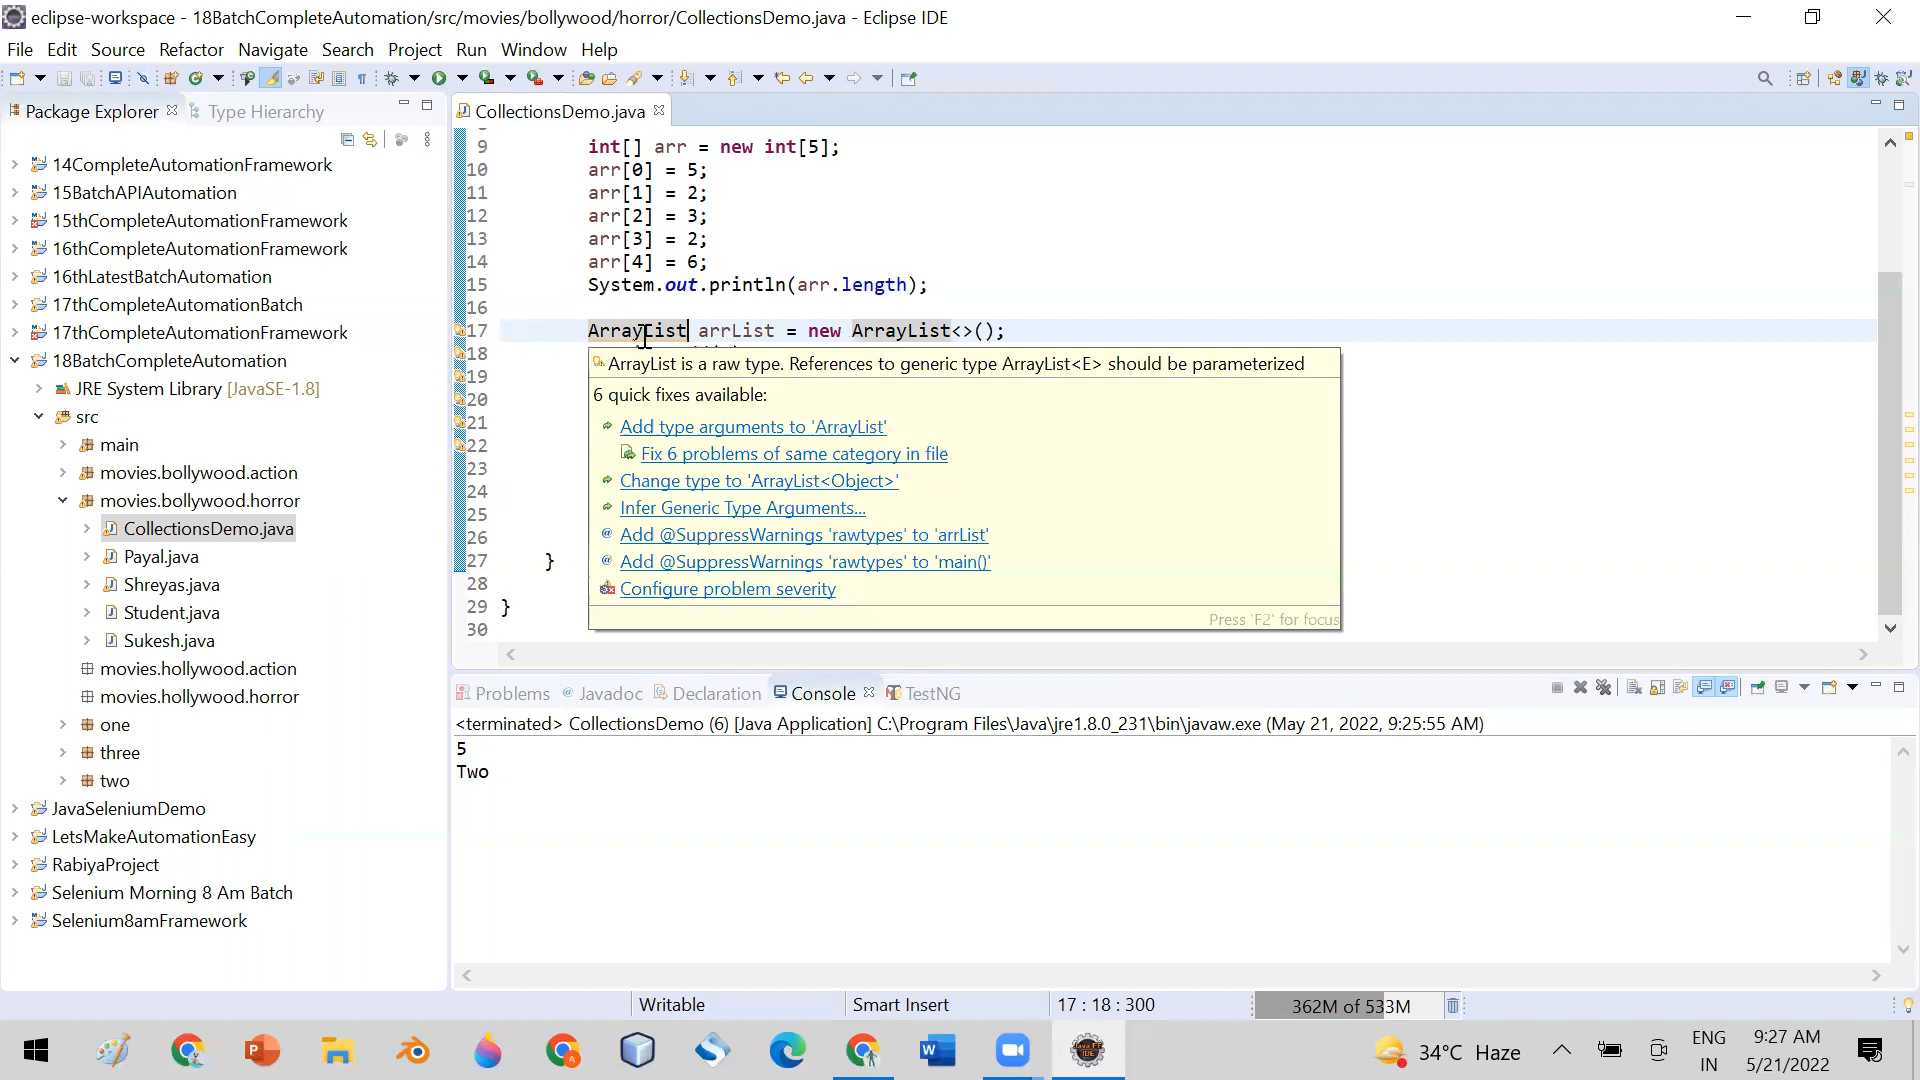 eclipse-workspace - 18BatchCompleteAutomation/src/movies/bollywood/horror/CollectionsDemo.java - Eclipse IDE
File Edit Source Refactor Navigate Search Project Run Window Help
Package Explorer Type Hierarchy
14CompleteAutomationFramework
15BatchAPIAutomation
15thCompleteAutomationFramework
16thCompleteAutomationFramework
16thLatestBatchAutomation
17thCompleteAutomationBatch
17thCompleteAutomationFramework
18BatchCompleteAutomation
JRE System Library [JavaSE-1.8]
src
main
movies.bollywood.action
movies.bollywood.horror
CollectionsDemo.java
Payal.java
Shreyas.java
Student.java
Sukesh.java
movies.hollywood.action
movies.hollywood.horror
one
three
two
JavaSeleniumDemo
LetsMakeAutomationEasy
RabiyaProject
Selenium Morning 8 Am Batch
Selenium8amFramework
CollectionsDemo.java
9 int[] arr = new int[5];
10 arr[0] = 5;
11 arr[1] = 2;
12 arr[2] = 3;
13 arr[3] = 2;
14 arr[4] = 6;
15 System.out.println(arr.length);
16
17 ArrayList arrList = new ArrayList<>();
18
19
20
21
22
23
24
25
26
27 }
28
29 }
30
ArrayList is a raw type. References to generic type ArrayList<E> should be parameterized
6 quick fixes available:
Add type arguments to 'ArrayList'
Fix 6 problems of same category in file
Change type to 'ArrayList<Object>'
Infer Generic Type Arguments...
Add @SuppressWarnings 'rawtypes' to 'arrList'
Add @SuppressWarnings 'rawtypes' to 'main()'
Configure problem severity
Press 'F2' for focus
Problems Javadoc Declaration Console TestNG
<terminated> CollectionsDemo (6) [Java Application] C:\Program Files\Java\jre1.8.0_231\bin\javaw.exe (May 21, 2022, 9:25:55 AM)
5
Two
Writable Smart Insert 17 : 18 : 300 362M of 533M
34°C Haze ENG IN 9:27 AM 5/21/2022